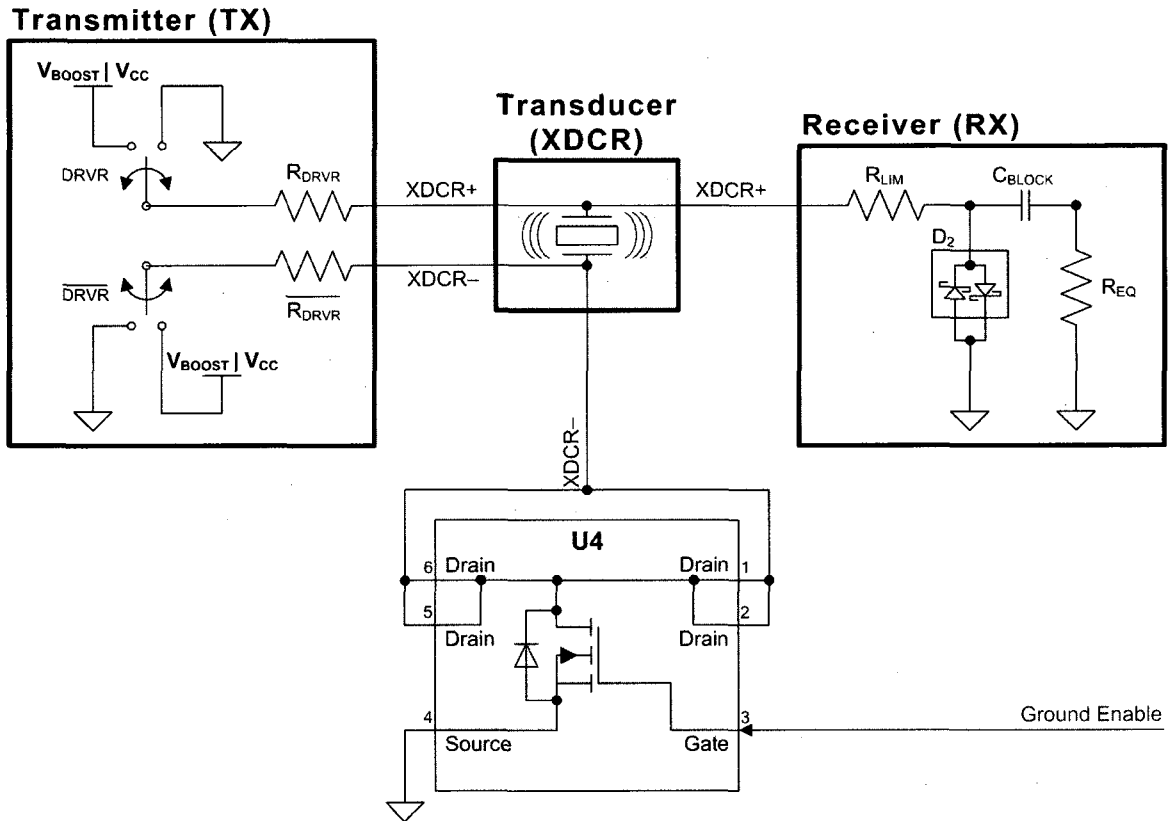 Transmitter (TX)
VBOOST | VCC
DRVR
RDRVR
XDCR+
DRVR
RDRVR
XDCR–
VBOOST | VCC
Transducer
(XDCR)
XDCR+
Receiver (RX)
RLIM
CBLOCK
D2
REQ
XDCR–
U4
6
Drain
Drain
1
5
Drain
Drain
2
4
Source
Gate
3
Ground Enable